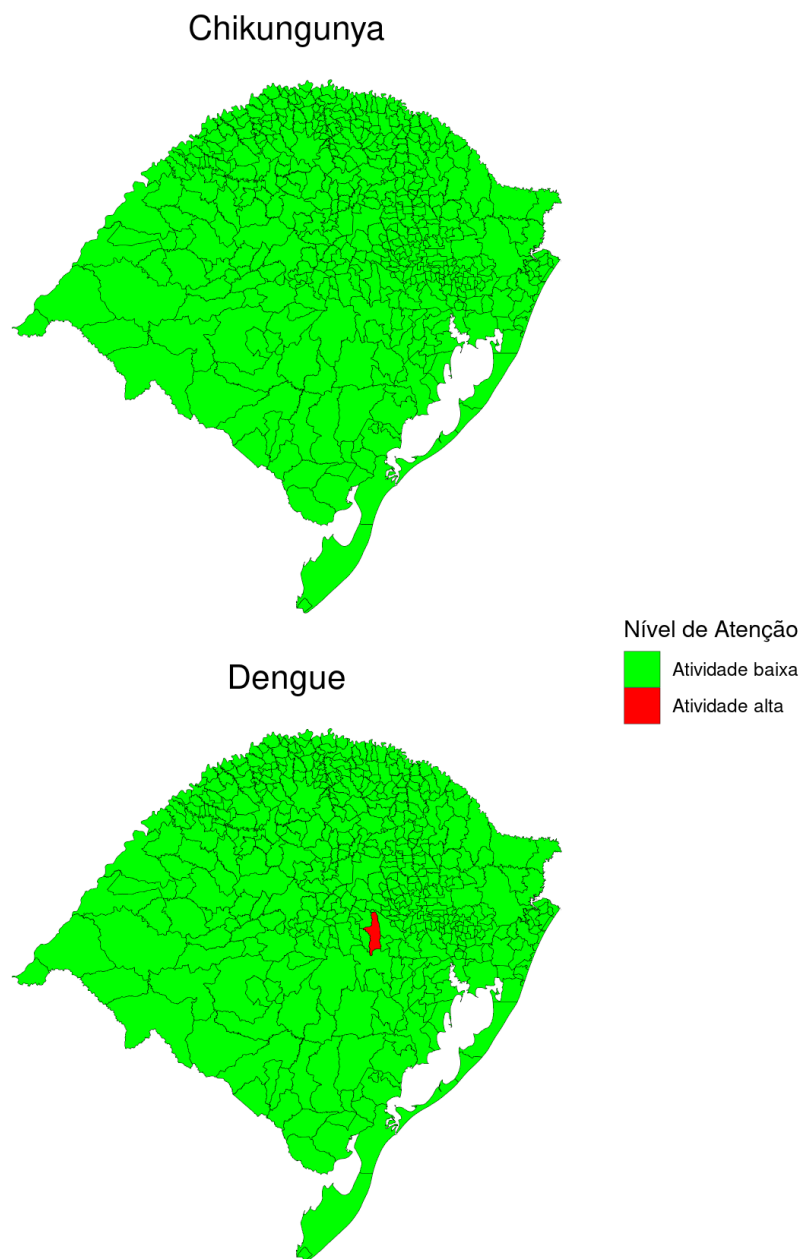 Chikungunya
Nível de Atenção
Atividade baixa
Atividade alta
Dengue